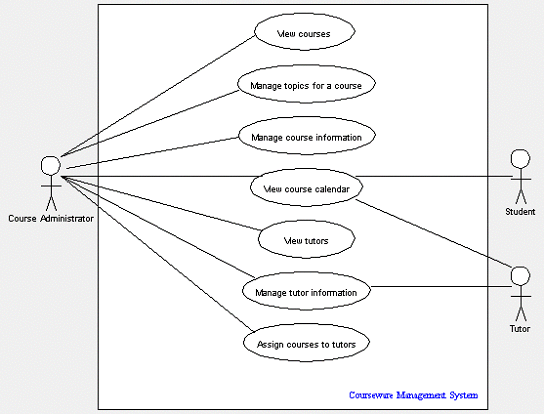 View courses
Manage topics for a course
Manage course information
View course calendar
Course Administrator
Student
View tutors
Manage tutor information
Tutor
Assign courses to tutors
Courseware Management System